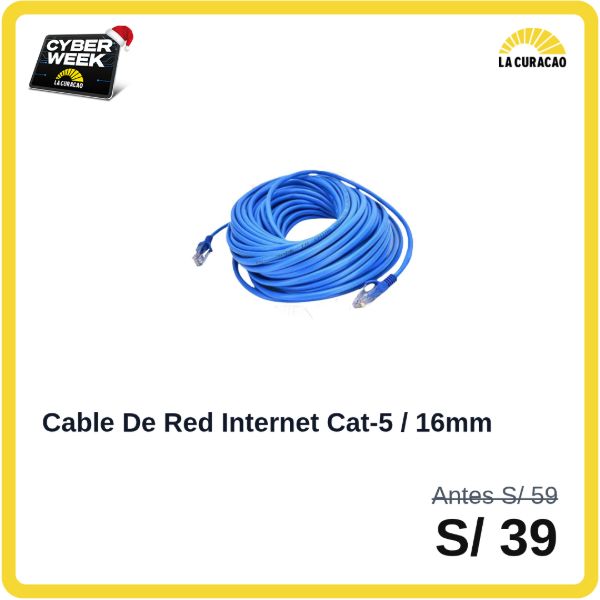 CYBER
WEEK
LA CURACAO
LA CURACAO
Cable De Red Internet Cat-5 / 16mm
Antes S/ 59
S/ 39